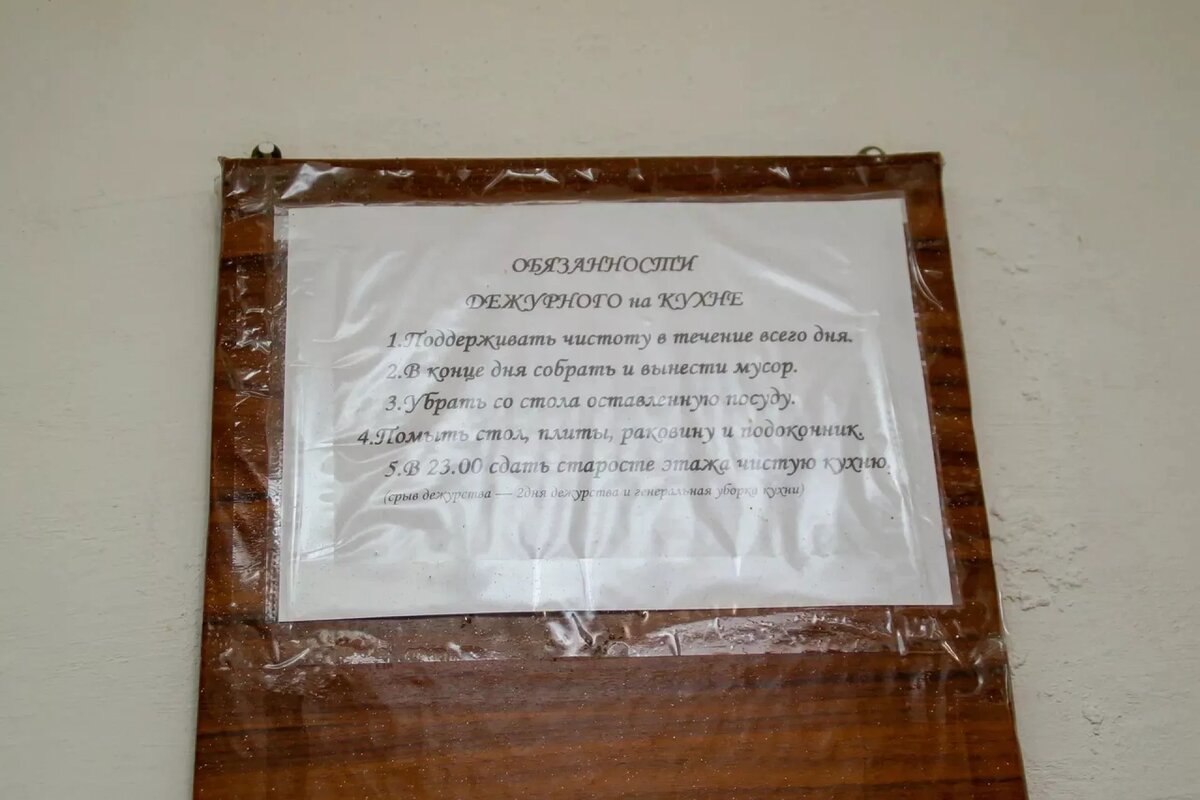 ОБЯЗАННОСТИ
ДЕЖУРНОГО на КУХНЕ
1.Поддерживать чистоту в течение всего дня.
2.В конце дня собрать и вынести мусор.
3.Убрать со стола оставленную посуду.
4.Помыть стол, плиты, раковину и подоконник.
5.В 23.00 сдать старосте этажа чистую кухню.
(срыв дежурства — 2дня дежурства и генеральная уборка кухни)